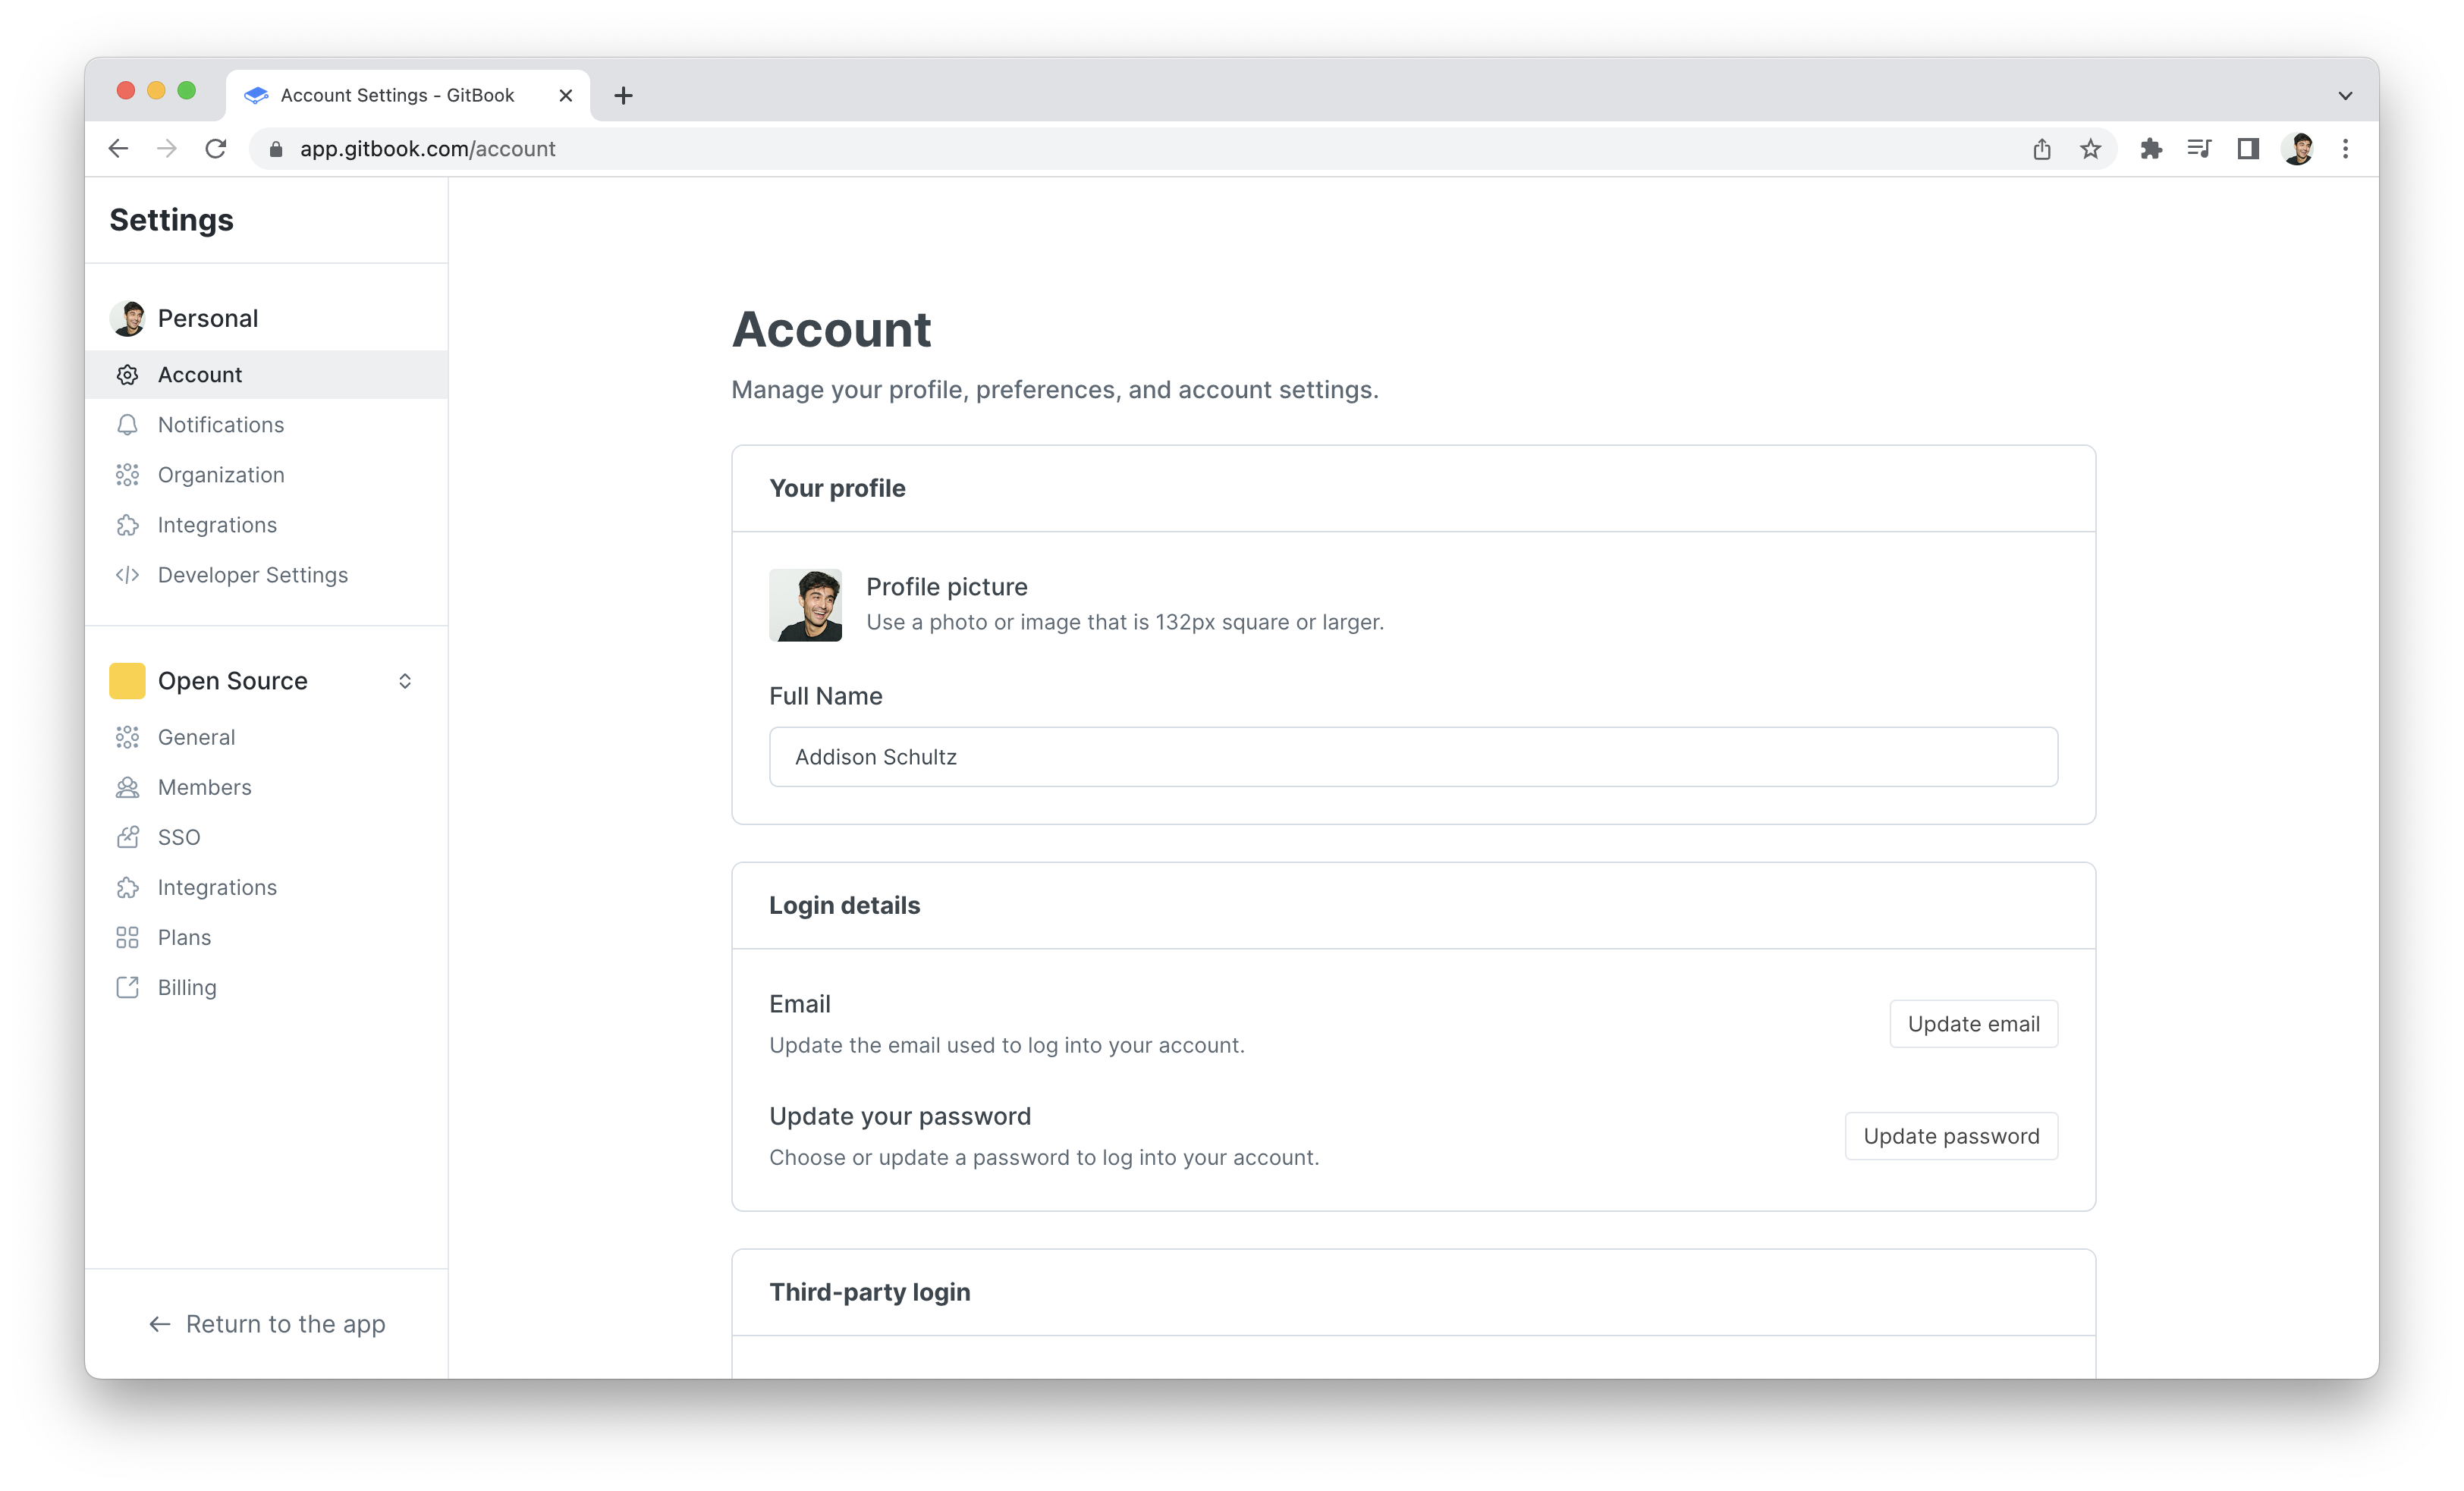 Account Settings - GitBook
app.gitbook.com/account
Settings
Personal
Account
Notifications
Organization
Integrations
Developer Settings
Open Source
General
Members
SSO
Integrations
Plans
Billing
Return to the app
Account
Manage your profile, preferences, and account settings.
Your profile
Profile picture
Use a photo or image that is 132px square or larger.
Full Name
Addison Schultz
Login details
Email
Update the email used to log into your account.
Update email
Update your password
Choose or update a password to log into your account.
Update password
Third-party login